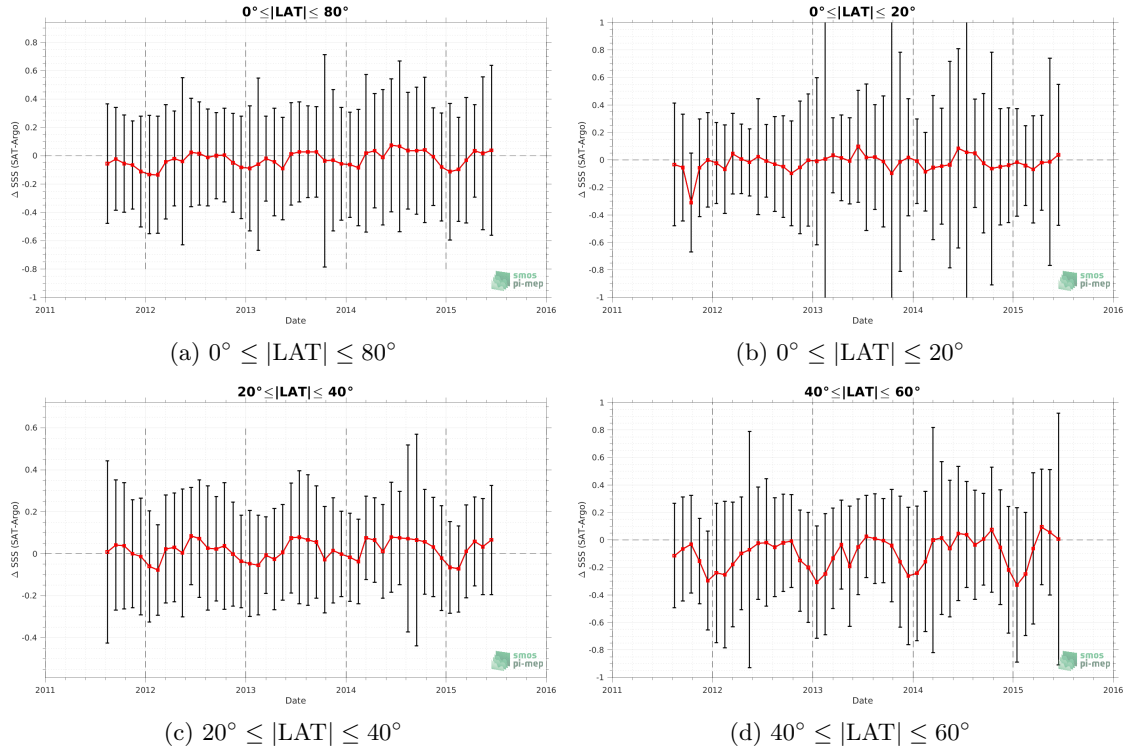 0°≤|LAT|≤ 80°
Δ SSS (SAT-Argo)
1
0.8
0.6
0.4
0.2
0
-0.2
-0.4
-0.6
-0.8
-1
2011 2012 2013 2014 2015 2016
Date
smos
pi-mep
(a) 0° ≤ |LAT| ≤ 80°
0°≤|LAT|≤ 20°
Δ SSS (SAT-Argo)
1
0.8
0.6
0.4
0.2
0
-0.2
-0.4
-0.6
-0.8
-1
2011 2012 2013 2014 2015 2016
Date
smos
pi-mep
(b) 0° ≤ |LAT| ≤ 20°
20°≤|LAT|≤ 40°
Δ SSS (SAT-Argo)
0.6
0.4
0.2
0
-0.2
-0.4
2011 2012 2013 2014 2015 2016
Date
smos
pi-mep
(c) 20° ≤ |LAT| ≤ 40°
40°≤|LAT|≤ 60°
Δ SSS (SAT-Argo)
1
0.8
0.6
0.4
0.2
0
-0.2
-0.4
-0.6
-0.8
-1
2011 2012 2013 2014 2015 2016
Date
smos
pi-mep
(d) 40° ≤ |LAT| ≤ 60°